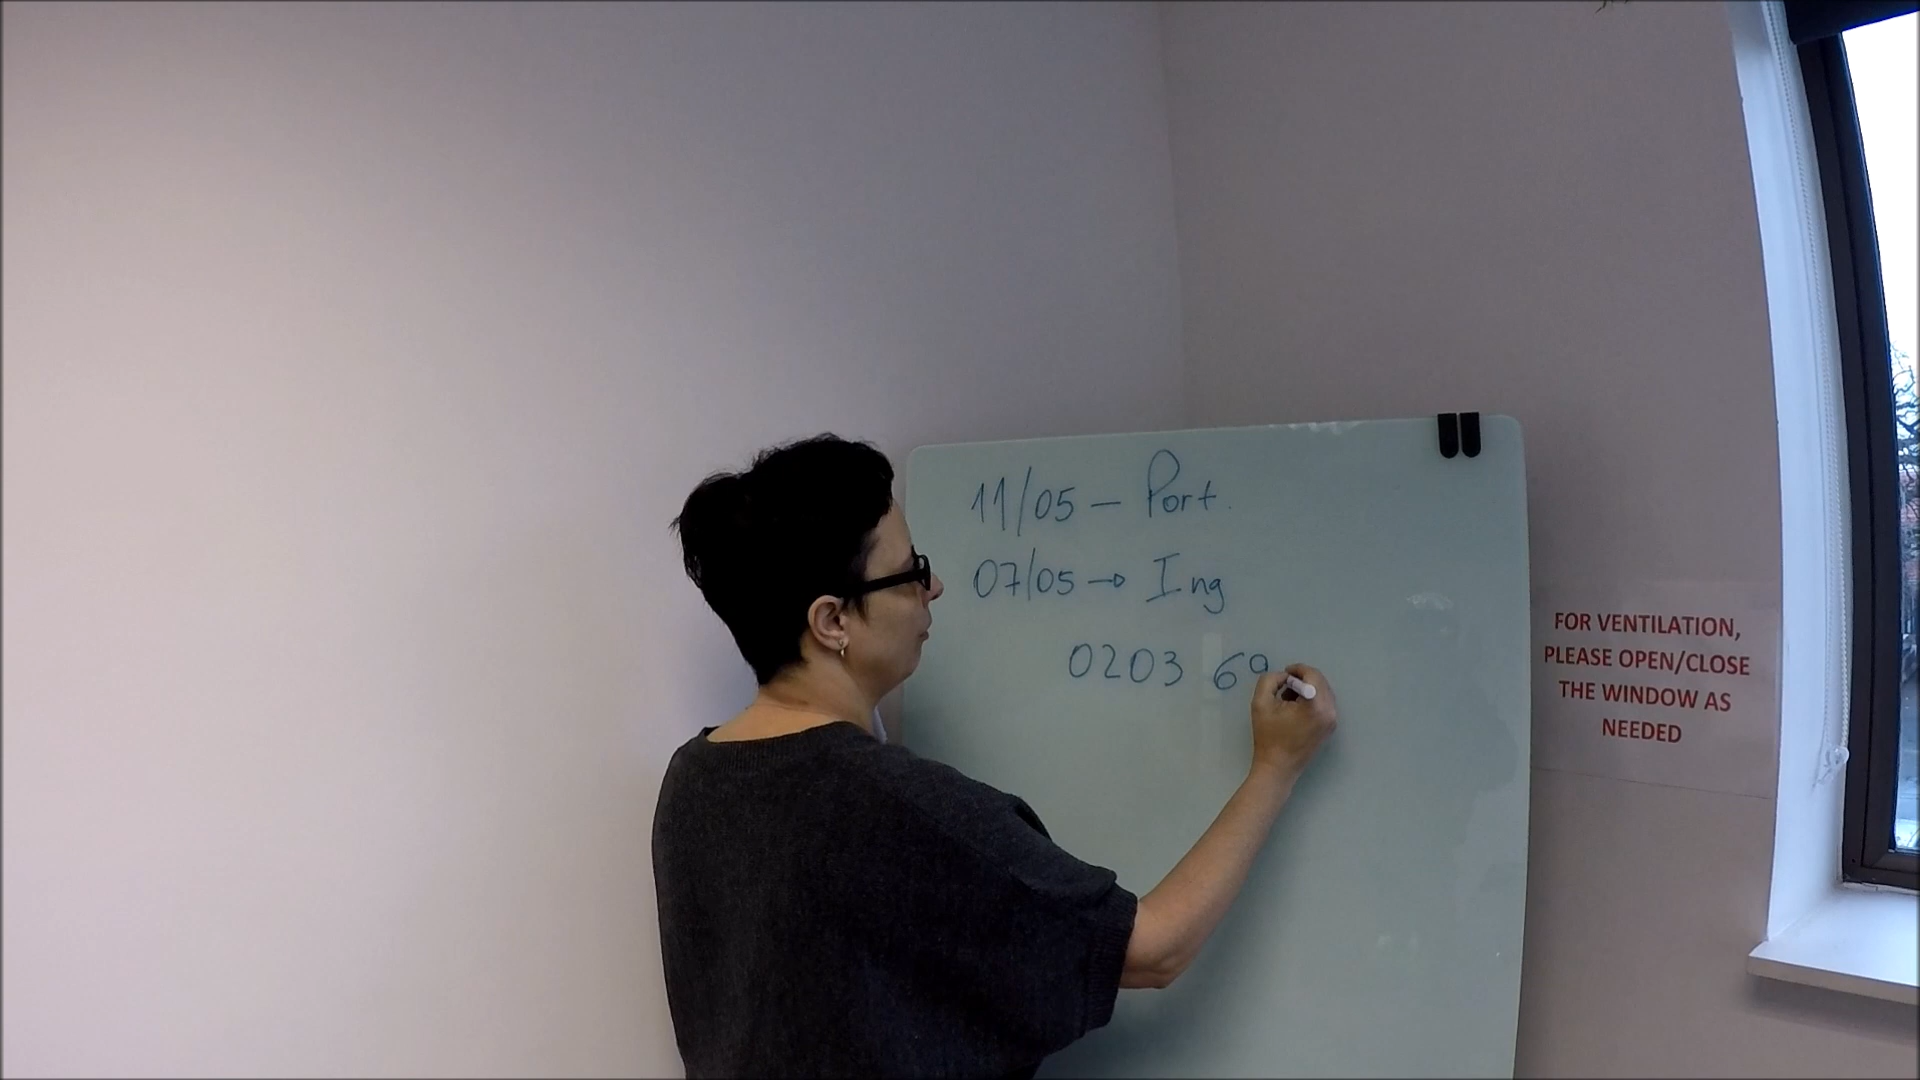 11/05 – Port.
07/05 → Ing
0203 69
FOR VENTILATION,
PLEASE OPEN/CLOSE
THE WINDOW AS
NEEDED